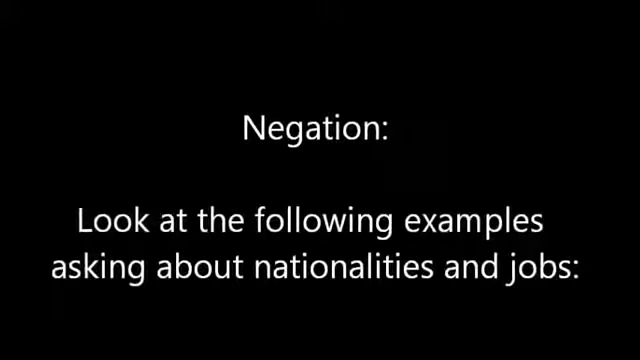 Negation:
Look at the following examples
asking about nationalities and jobs: